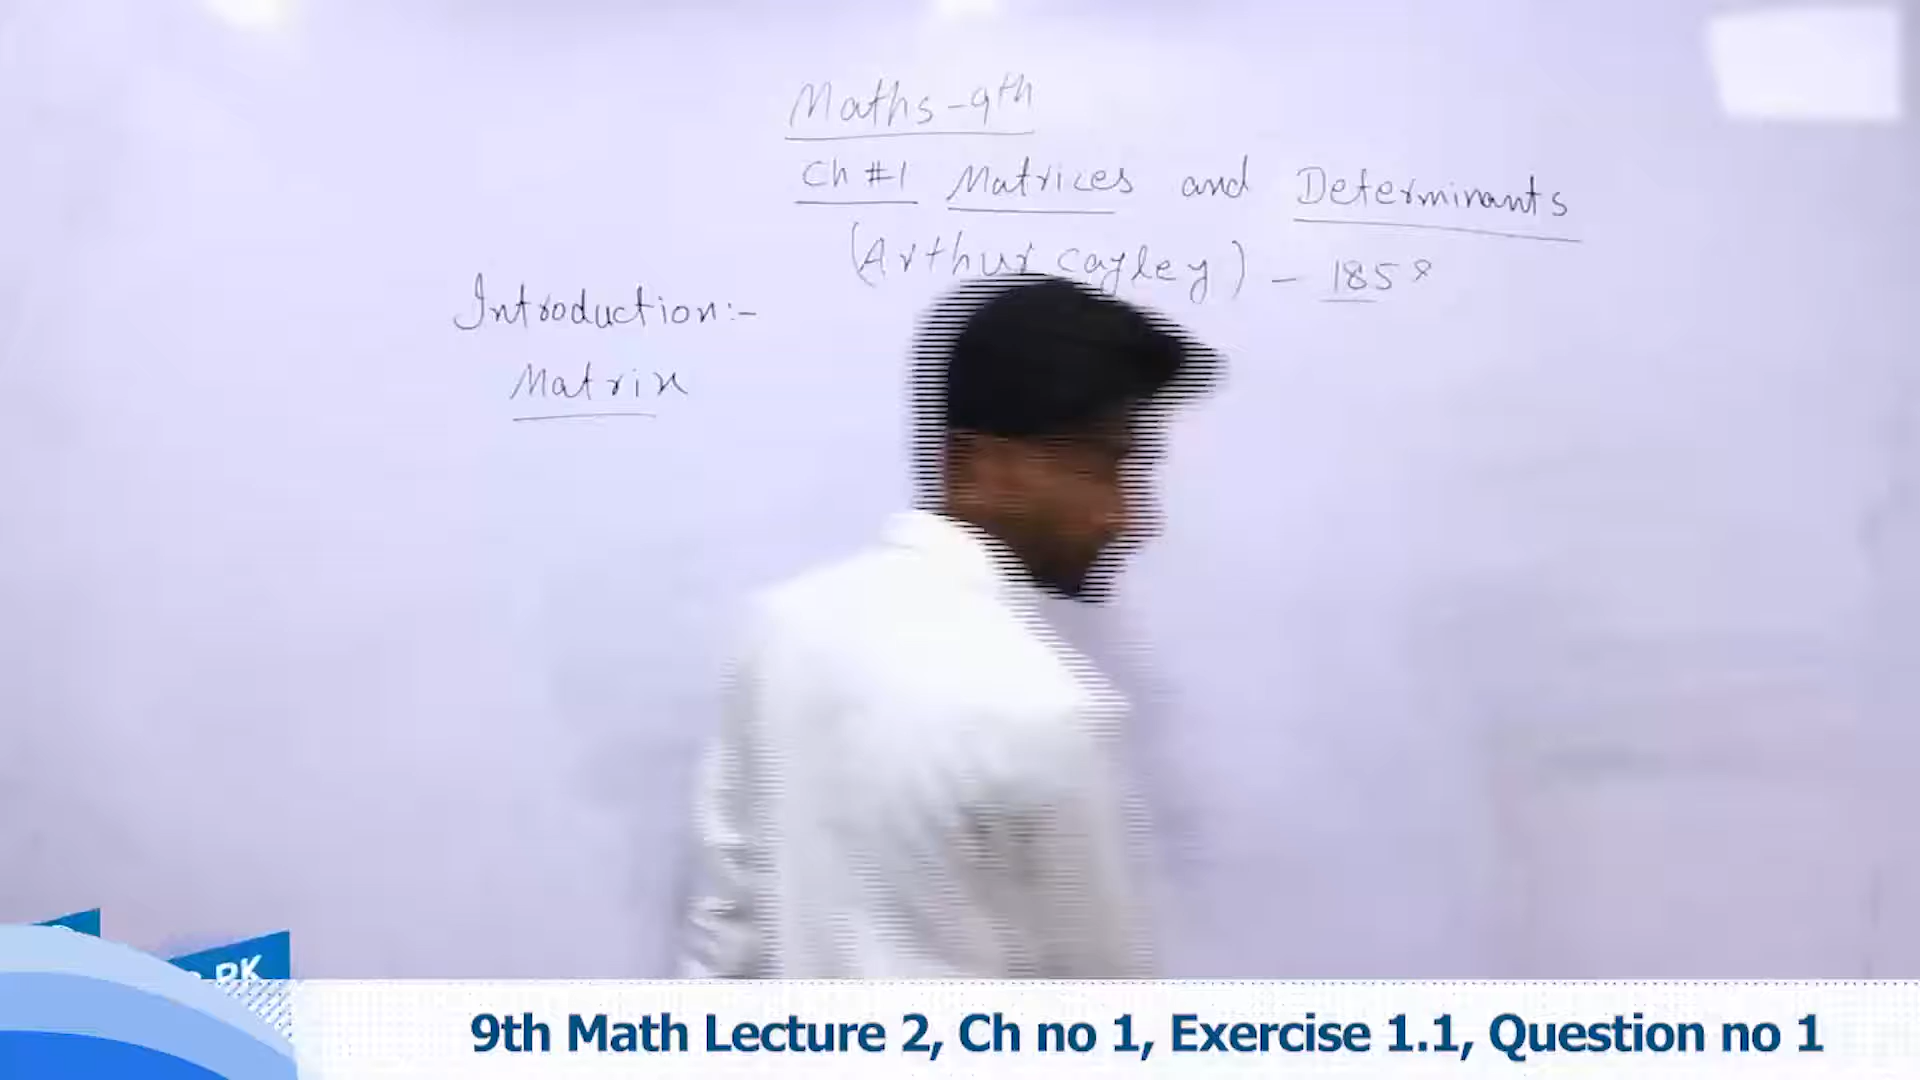 Maths-9th
Ch #1 Matrices and Determinants
(Arthur Cayley) - 1858
Introduction:-
Matrix
PK
9th Math Lecture 2, Ch no 1, Exercise 1.1, Question no 1